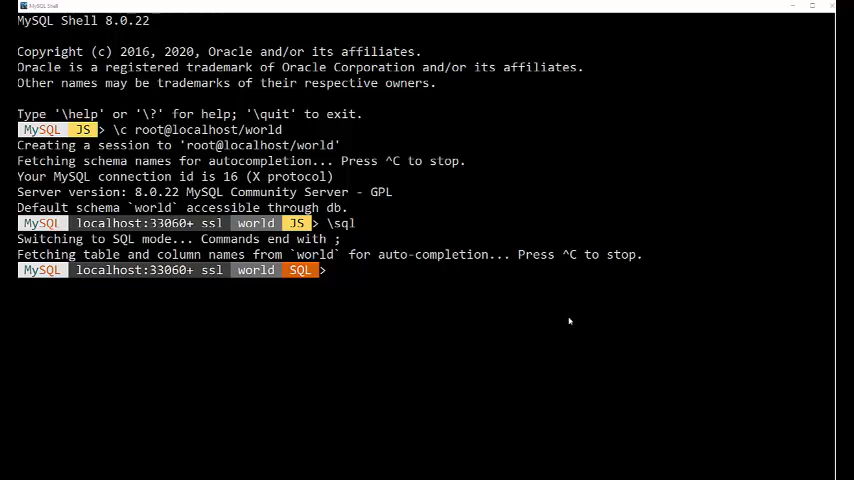 MySQL Shell
MySQL Shell 8.0.22
Copyright (c) 2016, 2020, Oracle and/or its affiliates.
Oracle is a registered trademark of Oracle Corporation and/or its affiliates.
Other names may be trademarks of their respective owners.
Type '\help' or '\?' for help; '\quit' to exit.
MySQL JS > \c root@localhost/world
Creating a session to 'root@localhost/world'
Fetching schema names for autocompletion... Press ^C to stop.
Your MySQL connection id is 16 (X protocol)
Server version: 8.0.22 MySQL Community Server - GPL
Default schema `world` accessible through db.
MySQL localhost:33060+ ssl world JS > \sql
Switching to SQL mode... Commands end with ;
Fetching table and column names from `world` for auto-completion... Press ^C to stop.
MySQL localhost:33060+ ssl world SQL >